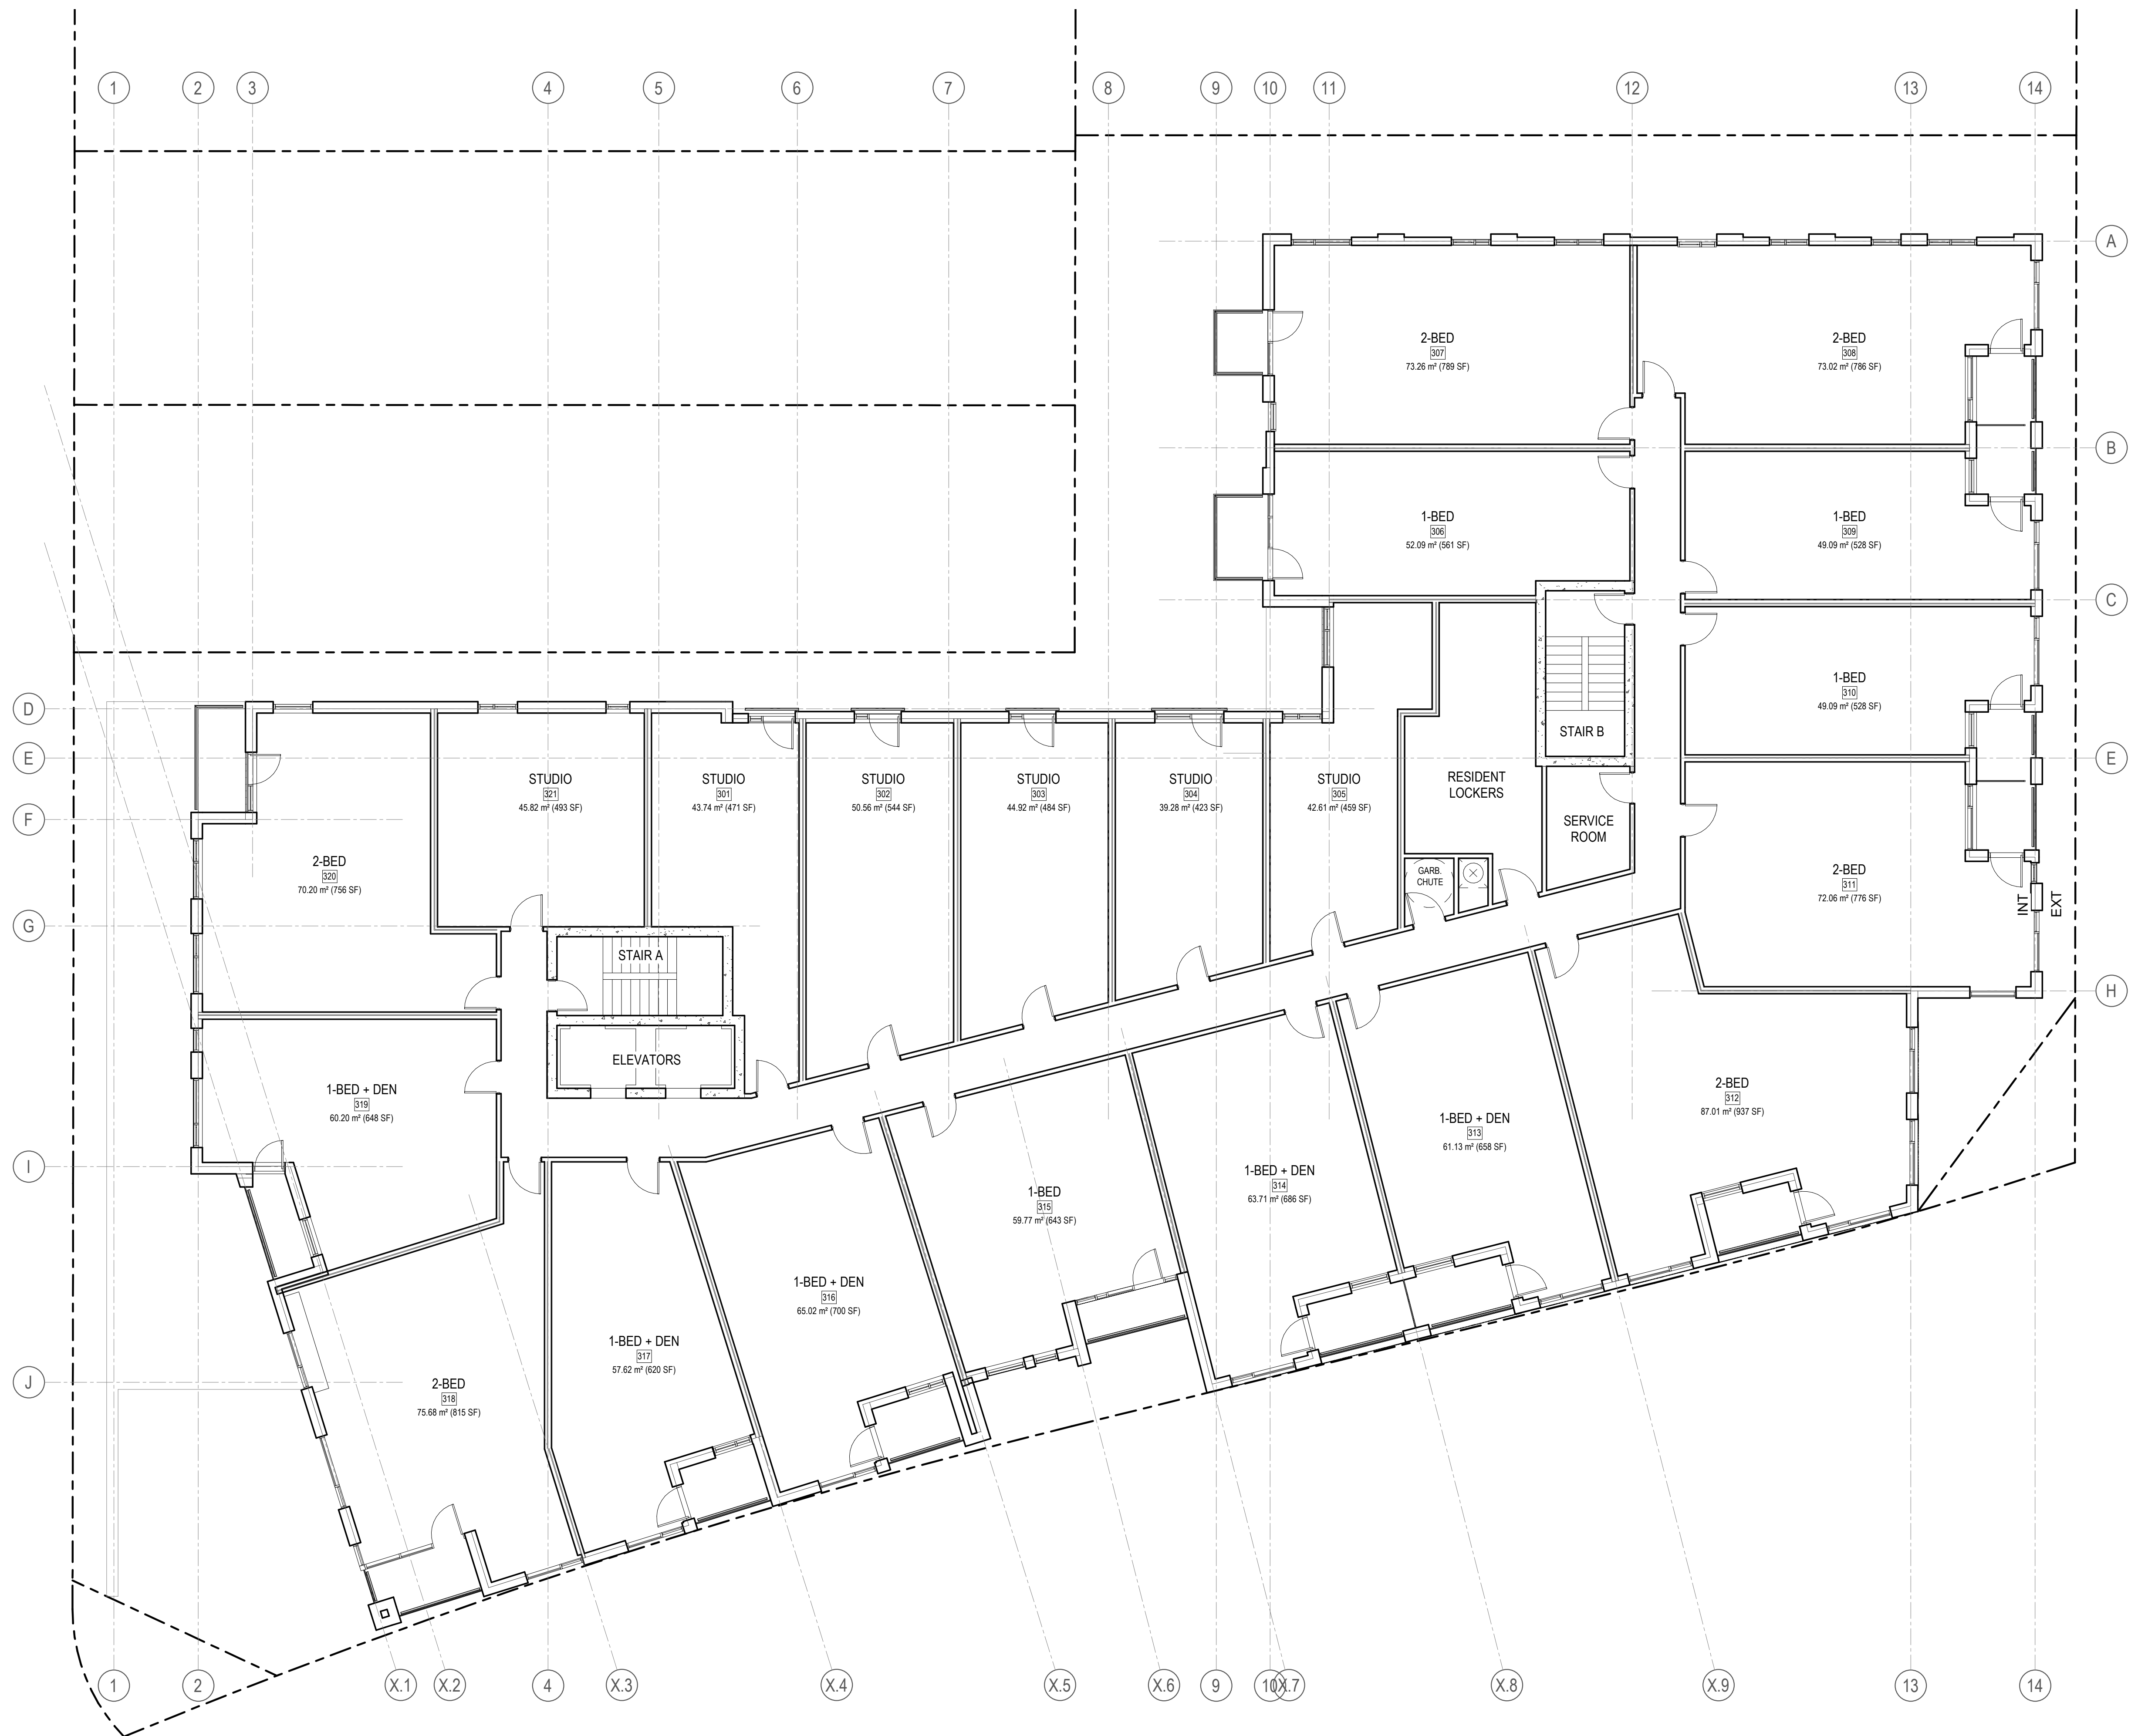 1
2
3
4
5
6
7
8
9
10
11
12
13
14
A
2-BED
307
73.26 m² (789 SF)
2-BED
308
73.02 m² (786 SF)
B
1-BED
306
52.09 m² (561 SF)
1-BED
309
49.09 m² (528 SF)
C
1-BED
310
49.09 m² (528 SF)
D
STAIR B
E
STUDIO
321
45.82 m² (493 SF)
STUDIO
301
43.74 m² (471 SF)
STUDIO
302
50.56 m² (544 SF)
STUDIO
303
44.92 m² (484 SF)
STUDIO
304
39.28 m² (423 SF)
STUDIO
305
42.61 m² (459 SF)
RESIDENT
LOCKERS
E
F
SERVICE
ROOM
2-BED
320
70.20 m² (756 SF)
GARB.
CHUTE
2-BED
311
72.06 m² (776 SF)
INT
EXT
G
STAIR A
H
ELEVATORS
1-BED + DEN
319
60.20 m² (648 SF)
2-BED
312
87.01 m² (937 SF)
1-BED + DEN
313
61.13 m² (658 SF)
I
1-BED + DEN
314
63.71 m² (686 SF)
1-BED
315
59.77 m² (643 SF)
1-BED + DEN
316
65.02 m² (700 SF)
1-BED + DEN
317
57.62 m² (620 SF)
J
2-BED
318
75.68 m² (815 SF)
1
2
X.1
X.2
4
X.3
X.4
X.5
X.6
9
10
X.7
X.8
X.9
13
14